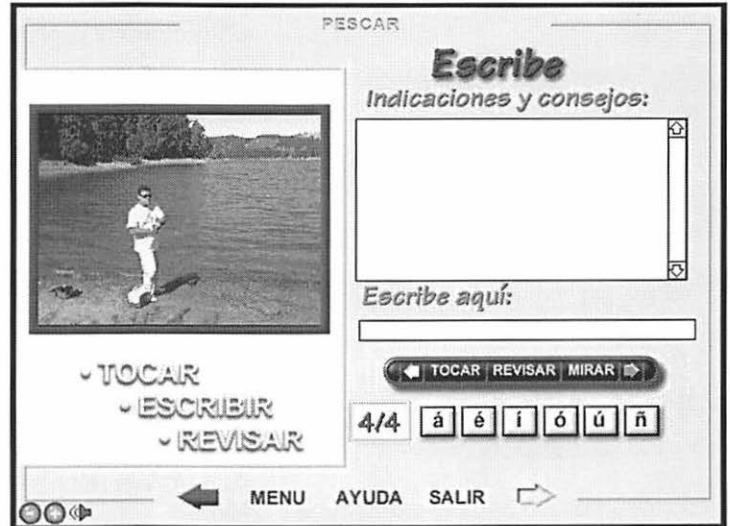 PESCAR
Escribe
Indicaciones y consejos:
Escribe aquí:
• TOCAR
• ESCRIBIR
• REVISAR
TOCAR REVISAR MIRAR
4/4 á é í ó ú ñ
MENU AYUDA SALIR